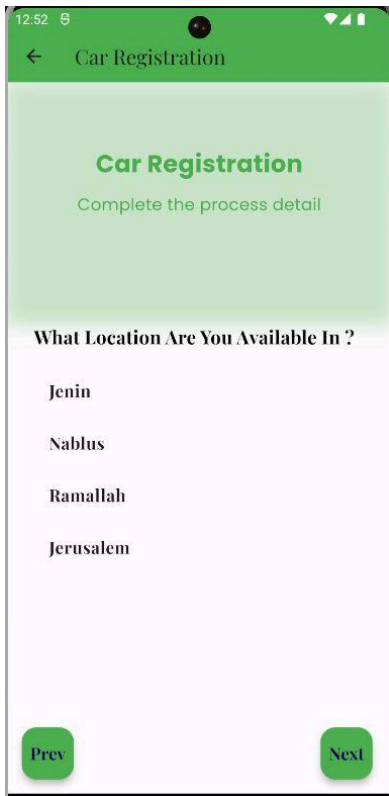 12:52
Car Registration
Car Registration
Complete the process detail
What Location Are You Available In ?
Jenin
Nablus
Ramallah
Jerusalem
Prev
Next